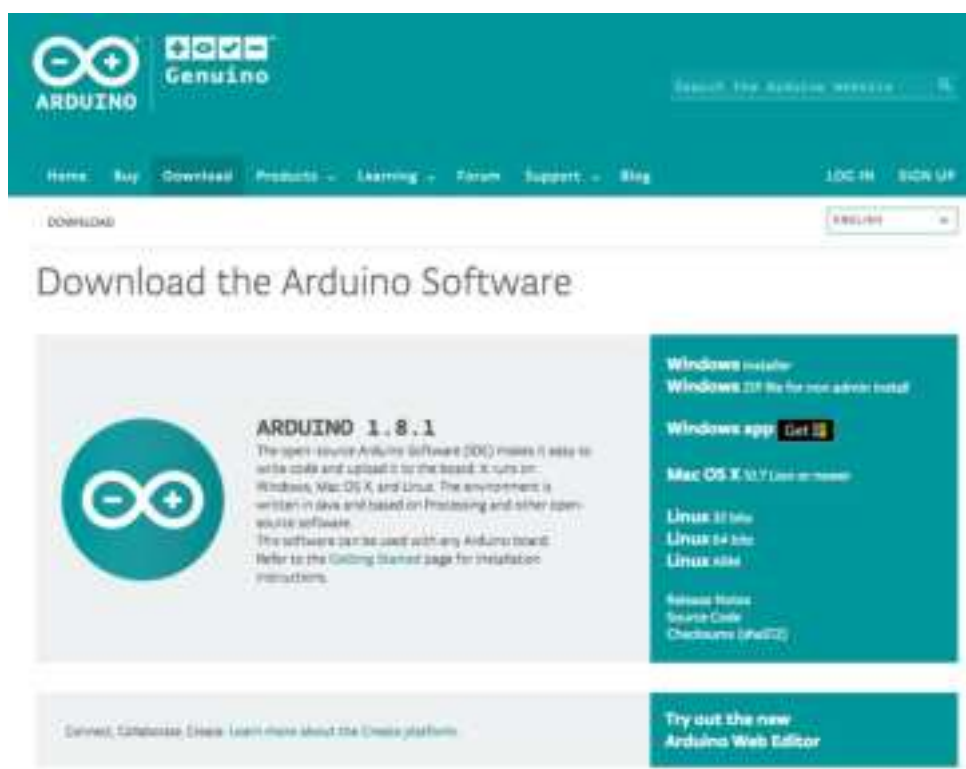 ARDUINO
Genuino
Search the Arduino Website
Home Buy Download Products Learning Forum Support Blog LOG IN SIGN UP
DOWNLOAD
ENGLISH
Download the Arduino Software
ARDUINO 1.8.1
The open-source Arduino Software (IDE) makes it easy to
write code and upload it to the board. It runs on
Windows, Mac OS X, and Linux. The environment is
written in Java and based on Processing and other open-
source software.
This software can be used with any Arduino board.
Refer to the Getting Started page for Installation
instructions.
Windows Installer
Windows ZIP file for non admin install
Windows app Get
Mac OS X 10.7 Lion or newer
Linux 32 bits
Linux 64 bits
Linux ARM
Release Notes
Source Code
Checksums (sha512)
Connect, Collaborate, Create. Learn more about the Create platform.
Try out the new
Arduino Web Editor